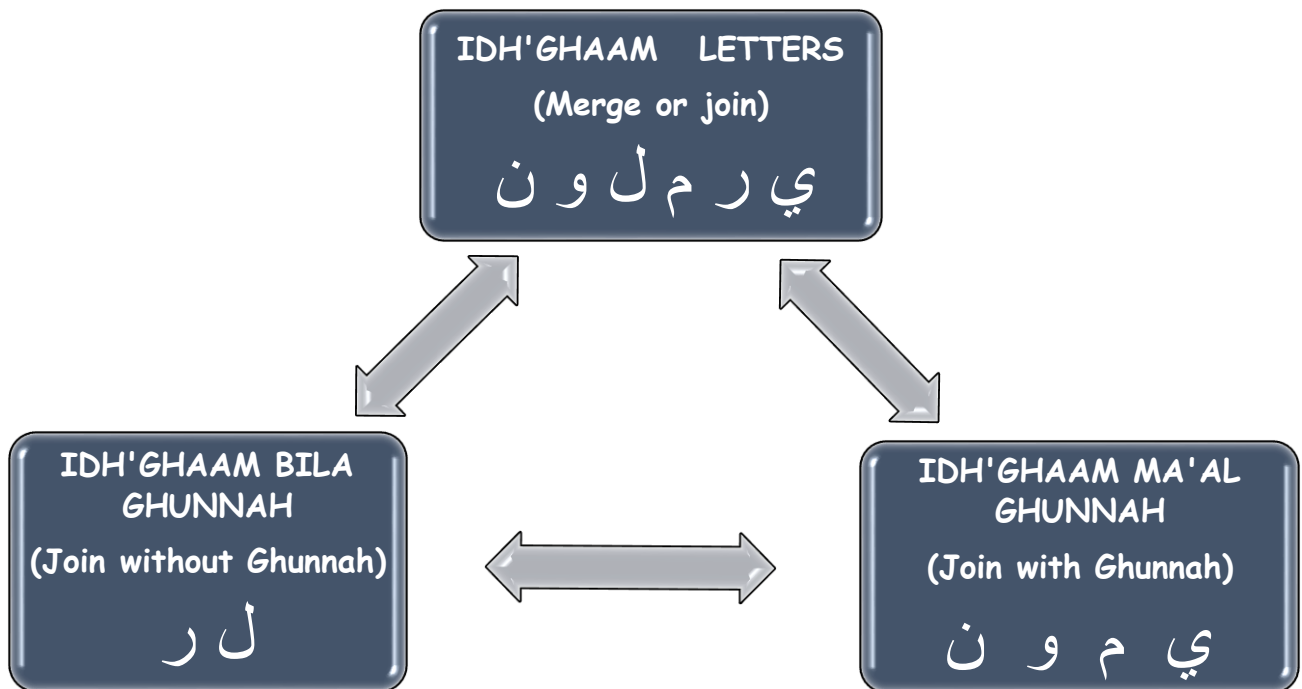 IDH'GHAAM LETTERS
(Merge or join)
ي ر م ل و ن
IDH'GHAAM BILA
GHUNNAH
(Join without Ghunnah)
ل ر
IDH'GHAAM MA'AL
GHUNNAH
(Join with Ghunnah)
ي م و ن